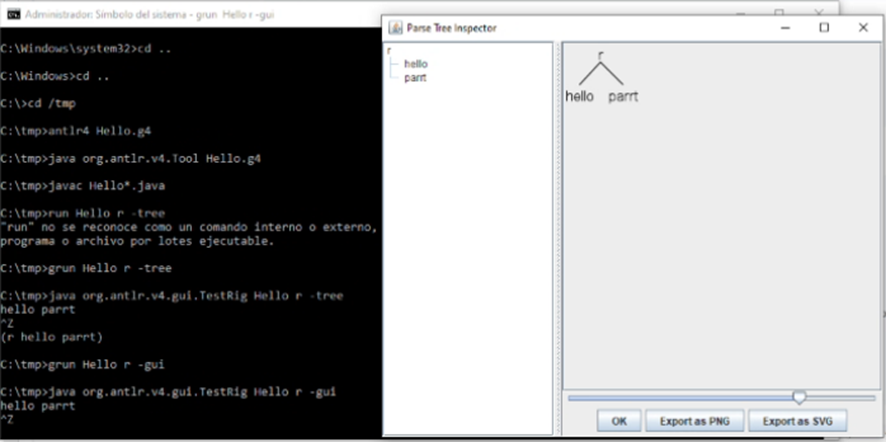 Administrador: Símbolo del sistema - grun Hello r -gui
C:\Windows\system32>cd ..
C:\Windows>cd ..
C:\>cd /tmp
C:\tmp>antlr4 Hello.g4
C:\tmp>java org.antlr.v4.Tool Hello.g4
C:\tmp>javac Hello*.java
C:\tmp>run Hello r -tree
"run" no se reconoce como un comando interno o externo,
programa o archivo por lotes ejecutable.
C:\tmp>grun Hello r -tree
C:\tmp>java org.antlr.v4.gui.TestRig Hello r -tree
hello parrt
^Z
(r hello parrt)
C:\tmp>grun Hello r -gui
C:\tmp>java org.antlr.v4.gui.TestRig Hello r -gui
hello parrt
^Z
Parse Tree Inspector
r
hello
parrt
r
hello parrt
OK Export as PNG Export as SVG